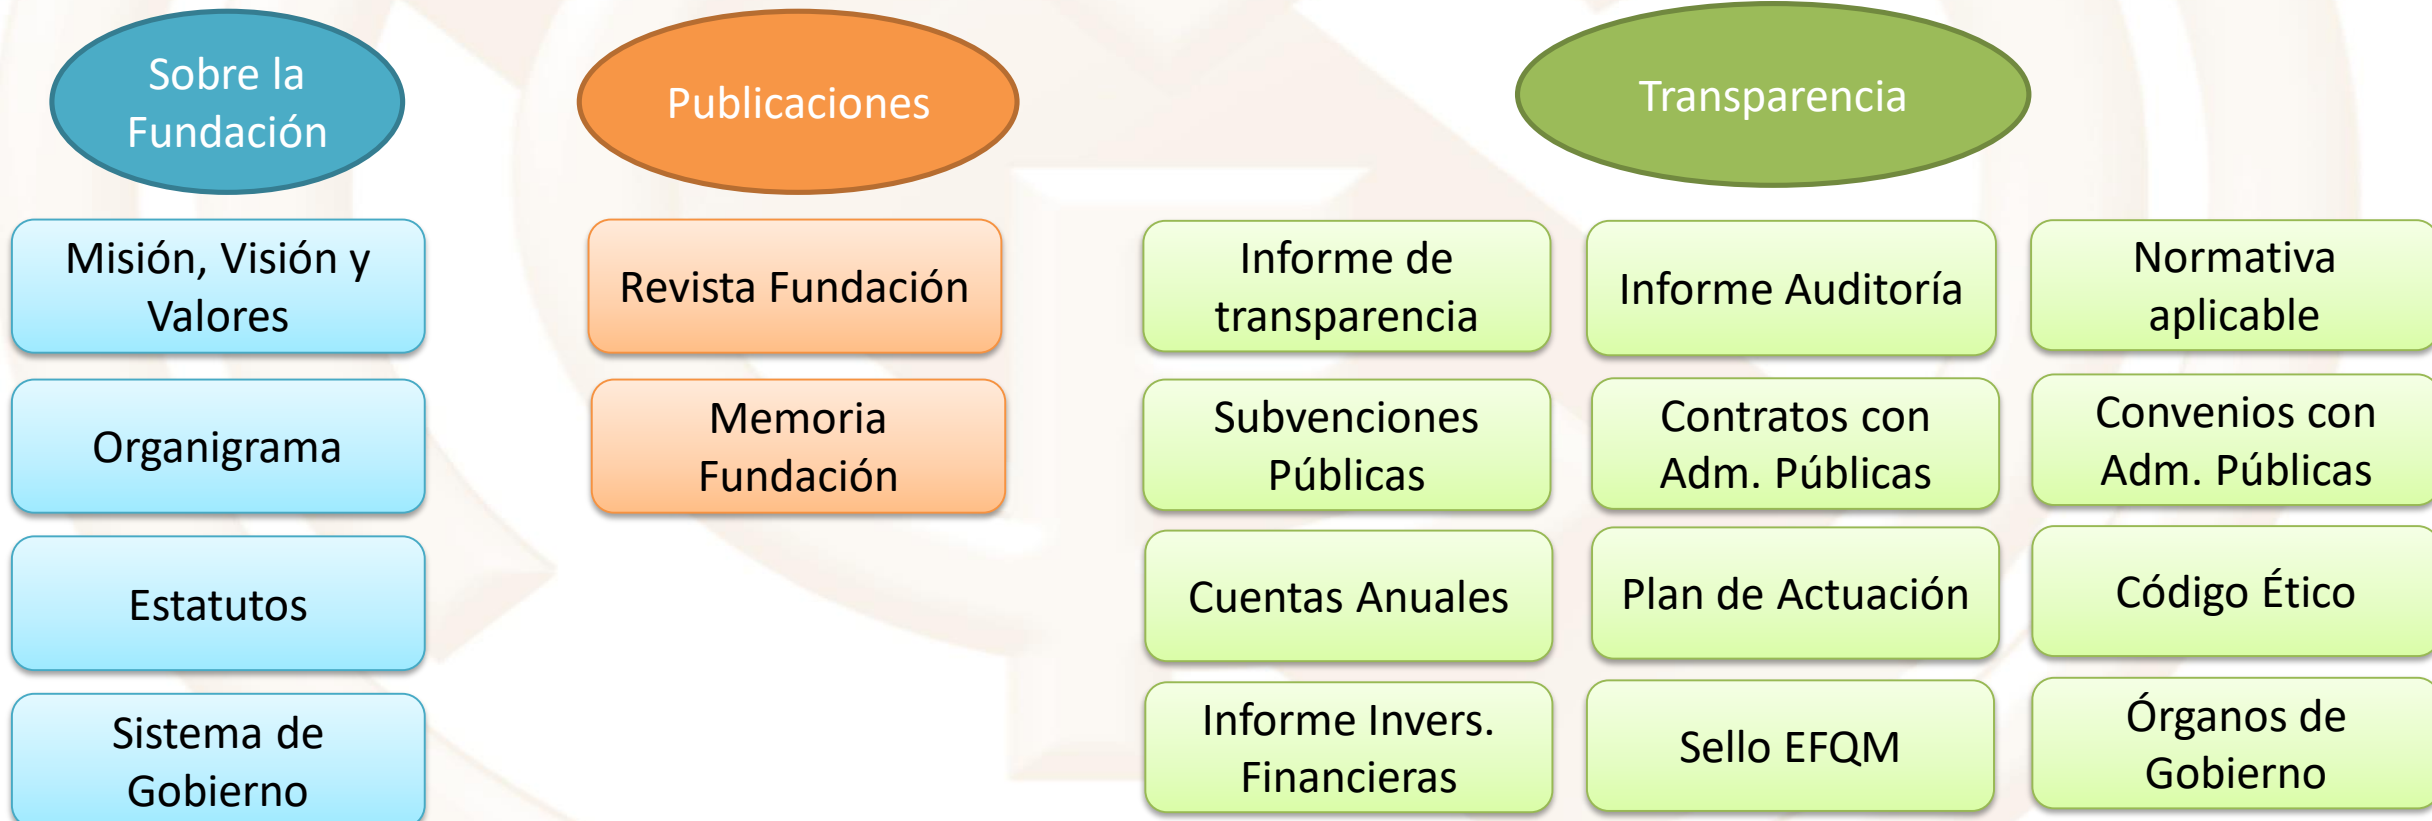 Sobre la
Fundación
Publicaciones
Transparencia
Misión, Visión y
Valores
Organigrama
Estatutos
Sistema de
Gobierno
Revista Fundación
Memoria
Fundación
Informe de
transparencia
Informe Auditoría
Normativa
aplicable
Subvenciones
Públicas
Contratos con
Adm. Públicas
Convenios con
Adm. Públicas
Cuentas Anuales
Plan de Actuación
Código Ético
Informe Invers.
Financieras
Sello EFQM
Órganos de
Gobierno